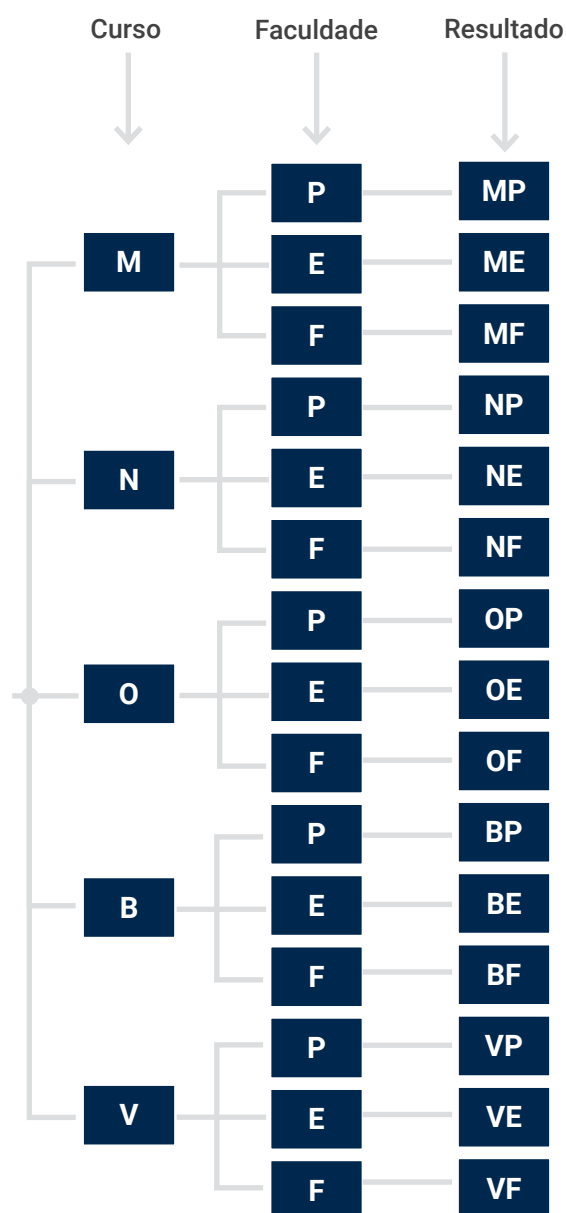 Curso Faculdade Resultado
P MP
M E ME
F MF
P NP
N E NE
F NF
P OP
O E OE
F OF
P BP
B E BE
F BF
P VP
V E VE
F VF